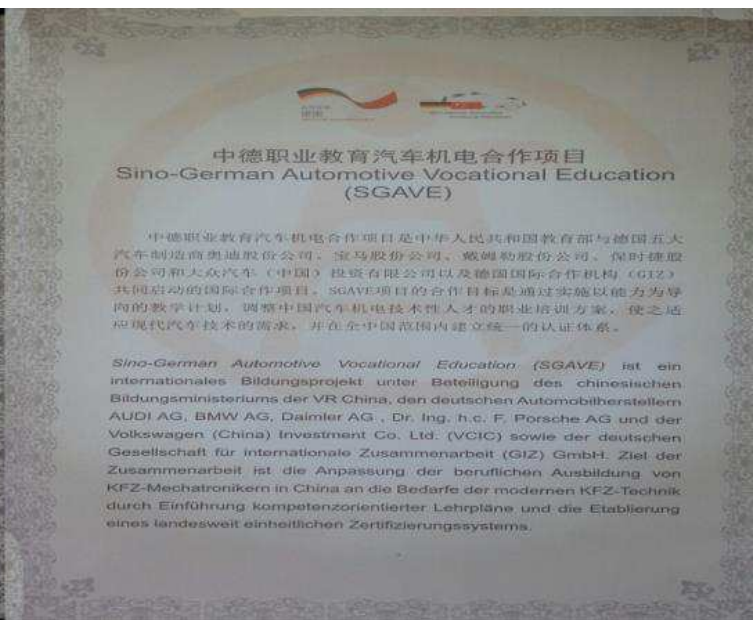 中德职业教育汽车机电合作项目
Sino-German Automotive Vocational Education
(SGAVE)
中德职业教育汽车机电合作项目是中华人民共和国教育部与德国五大
汽车制造商奥迪股份公司、宝马股份公司、戴姆勒股份公司、保时捷股
份公司和大众汽车（中国）投资有限公司以及德国国际合作机构（GIZ）
共同启动的国际合作项目。SGAVE项目的合作目标是通过实施以能力为导
向的教学计划，调整中国汽车机电技术性人才的职业培训方案，使之适
应现代汽车技术的需求，并在全中国范围内建立统一的认证体系。
Sino-German Automotive Vocational Education (SGAVE) ist ein
internationales Bildungsprojekt unter Beteiligung des chinesischen
Bildungsministeriums der VR China, den deutschen Automobilherstellern
AUDI AG, BMW AG, Daimler AG , Dr. Ing. h.c. F. Porsche AG und der
Volkswagen (China) Investment Co. Ltd. (VCIC) sowie der deutschen
Gesellschaft für internationale Zusammenarbeit (GIZ) GmbH. Ziel der
Zusammenarbeit ist die Anpassung der beruflichen Ausbildung von
KFZ-Mechatronikern in China an die Bedarfe der modernen KFZ-Technik
durch Einführung kompetenzorientierter Lehrpläne und die Etablierung
eines landesweit einheitlichen Zertifizierungssystems.